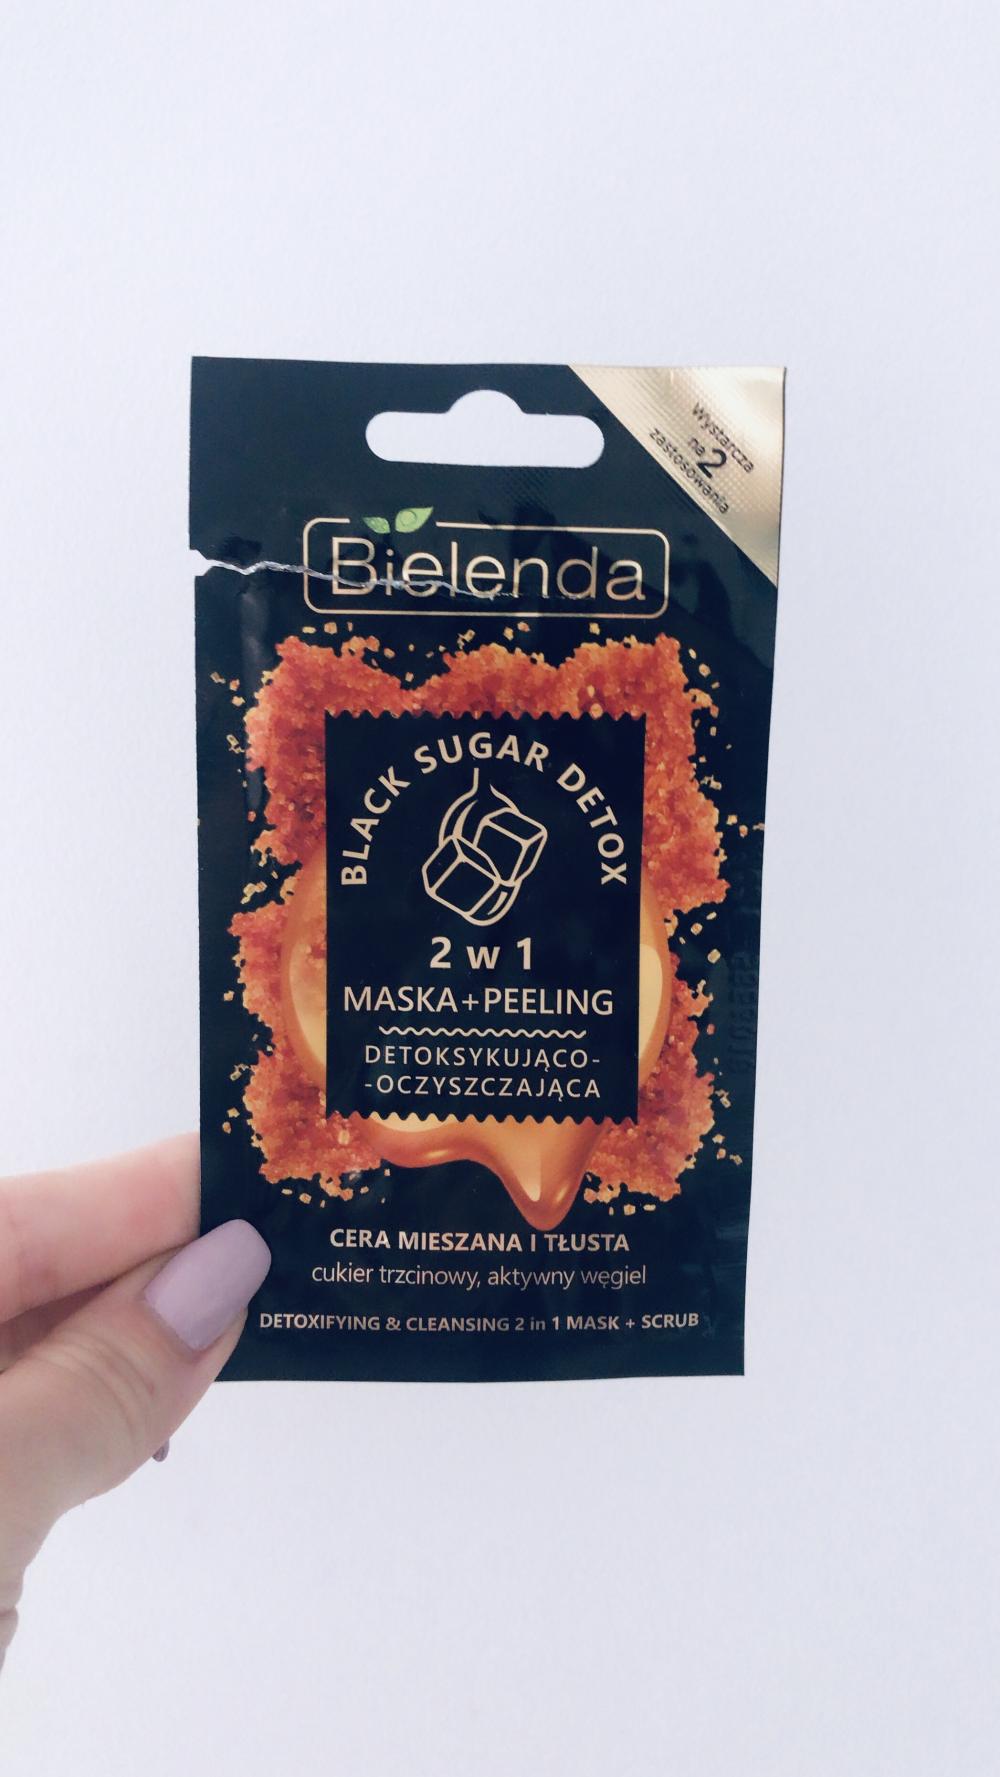 Wystarcza
na 2
zastosowania
Bielenda
BLACK SUGAR DETOX
2 w 1
MASKA+PEELING
DETOKSYKUJĄCO-
-OCZYSZCZAJĄCA
CERA MIESZANA I TŁUSTA
cukier trzcinowy, aktywny węgiel
DETOXIFYING & CLEANSING 2 in 1 MASK + SCRUB